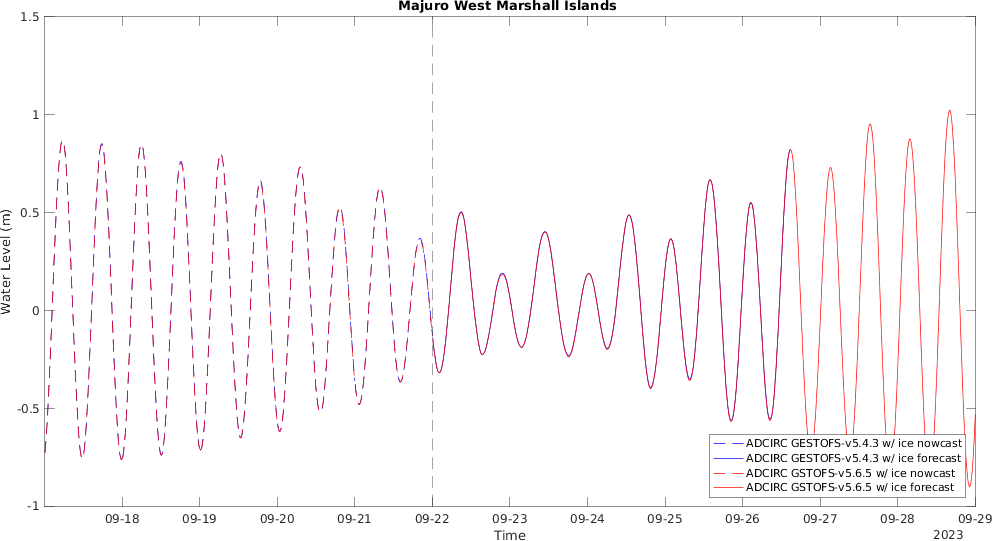 Majuro West Marshall Islands
1.5
1
0.5
0
-0.5
-1
Water Level (m)
ADCIRC GESTOFS-v5.4.3 w/ ice nowcast
ADCIRC GESTOFS-v5.4.3 w/ ice forecast
ADCIRC GSTOFS-v5.6.5 w/ ice nowcast
ADCIRC GSTOFS-v5.6.5 w/ ice forecast
09-18 09-19 09-20 09-21 09-22 09-23 09-24 09-25 09-26 09-27 09-28 09-29
Time
2023